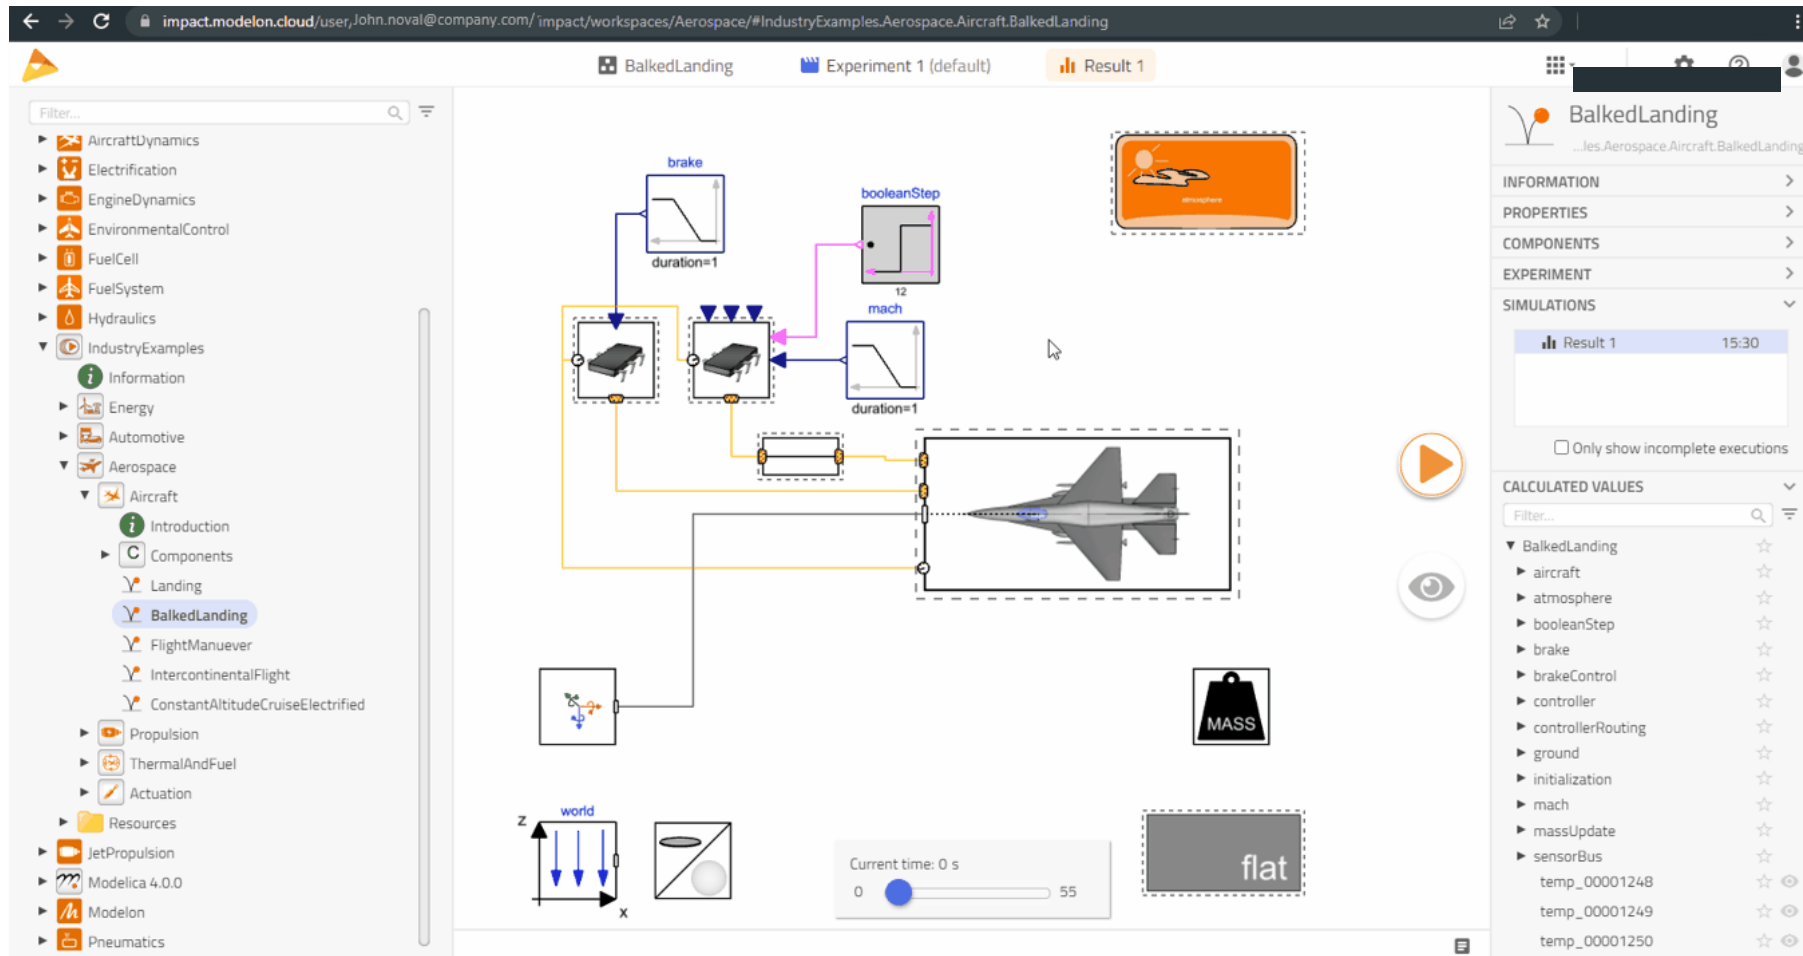 impact.modelon.cloud/user,John.noval@company.com/impact/workspaces/Aerospace/#IndustryExamples.Aerospace.Aircraft.BalkedLanding
BalkedLanding
Experiment 1 (default)
Result 1
Filter...
AircraftDynamics
Electrification
EngineDynamics
EnvironmentalControl
FuelCell
FuelSystem
Hydraulics
IndustryExamples
Information
Energy
Automotive
Aerospace
Aircraft
Introduction
C Components
Landing
BalkedLanding
FlightManuever
IntercontinentalFlight
ConstantAltitudeCruiseElectrified
Propulsion
ThermalAndFuel
Actuation
Resources
JetPropulsion
Modelica 4.0.0
Modelon
Pneumatics
brake
duration=1
booleanStep
12
mach
duration=1
atmosphere
MASS
world
z
x
flat
Current time: 0 s
0
55
BalkedLanding
...les.Aerospace.Aircraft.BalkedLanding
INFORMATION
PROPERTIES
COMPONENTS
EXPERIMENT
SIMULATIONS
Result 1 15:30
Only show incomplete executions
CALCULATED VALUES
Filter...
BalkedLanding
aircraft
atmosphere
booleanStep
brake
brakeControl
controller
controllerRouting
ground
initialization
mach
massUpdate
sensorBus
temp_00001248
temp_00001249
temp_00001250